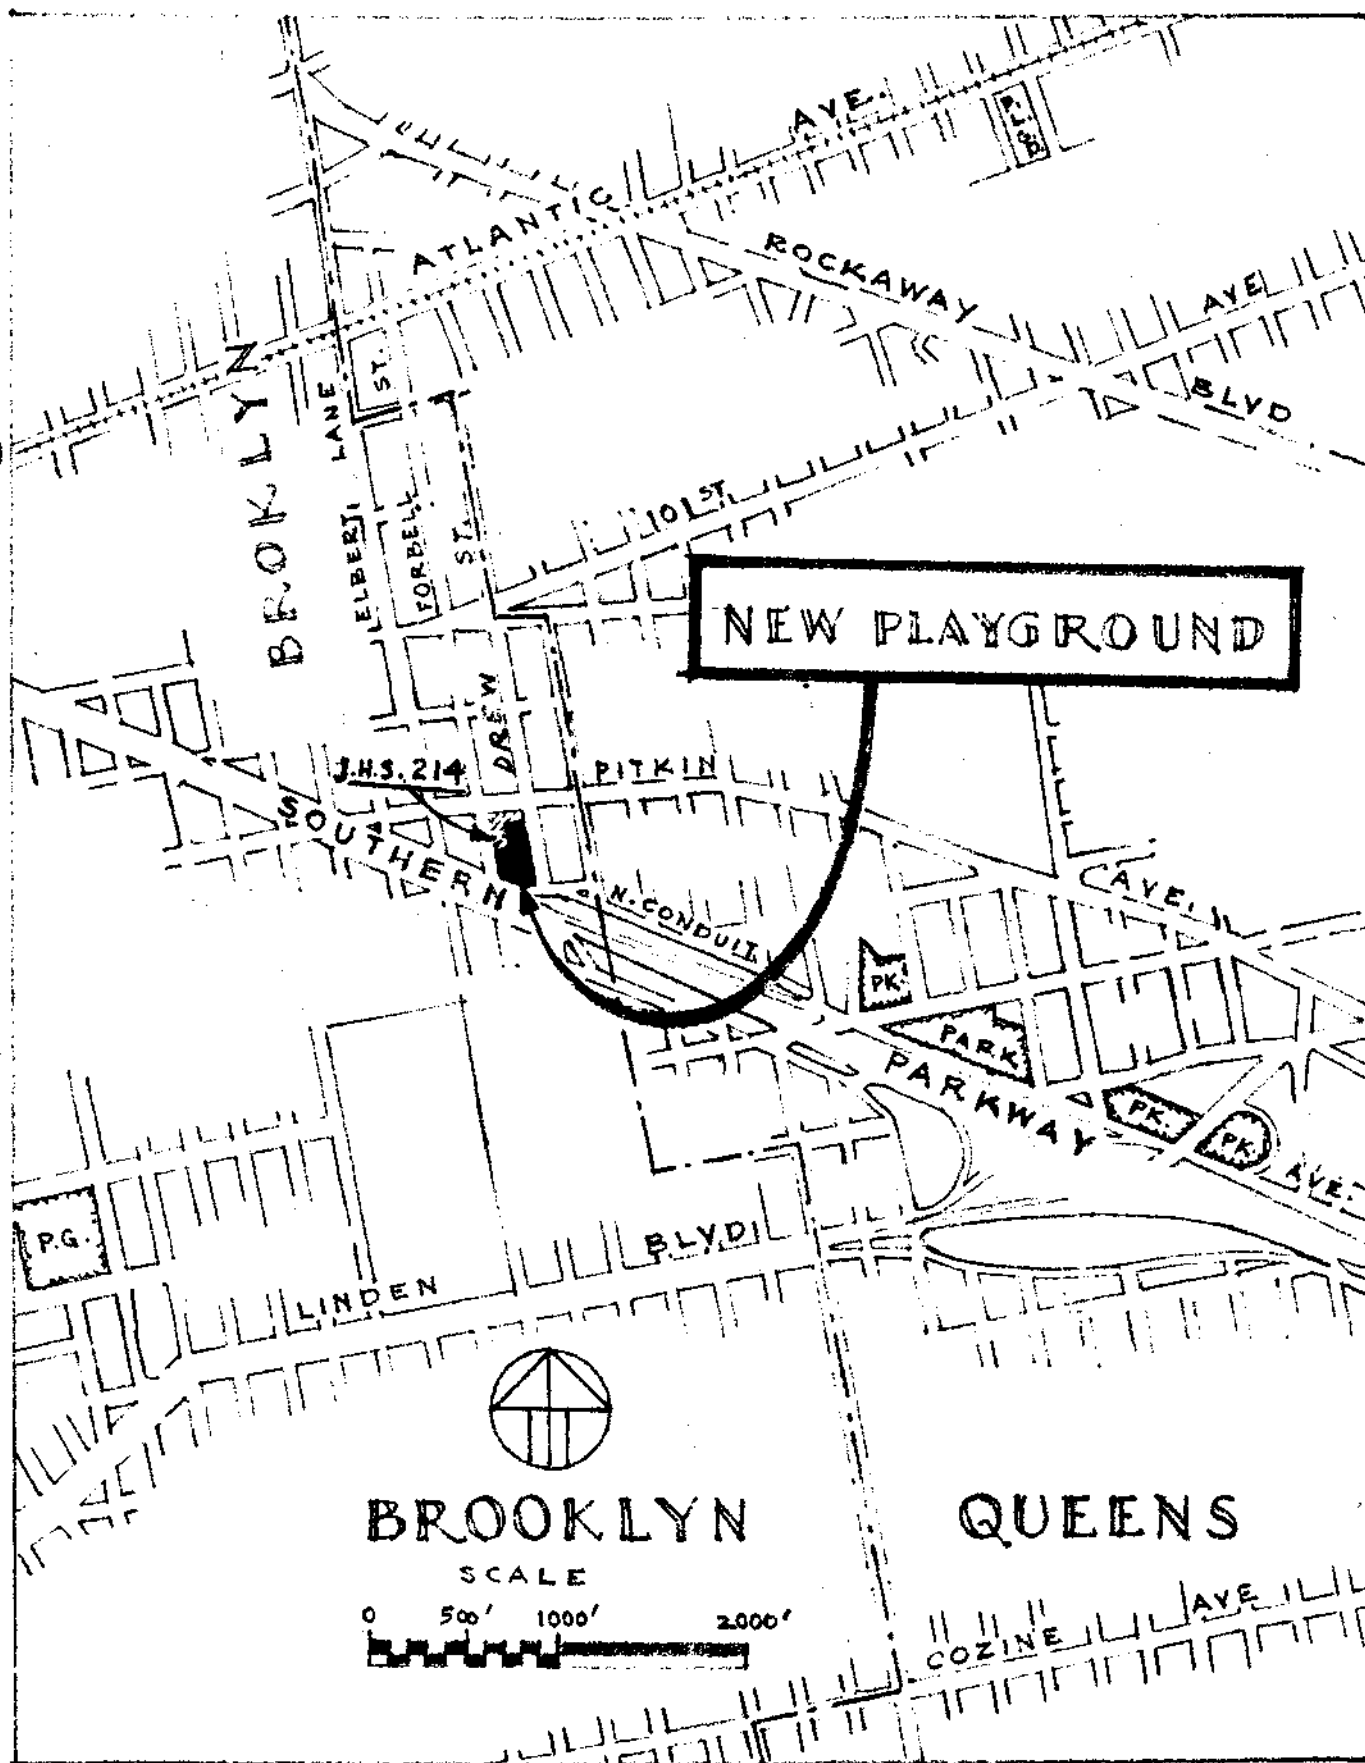 ATLANTIC AVE.
ROCKAWAY BLVD
AVE
101 ST
BROKLYN
ELBERT LANE
FORBELL ST.
DREW ST.
NEW PLAYGROUND
J.H.S. 214
PITKIN AVE.
SOUTHERN PARKWAY
N. CONDUIT AVE.
PK.
PARK
PK.
PK.
P.G.
LINDEN BLVD
BROOKLYN
QUEENS
SCALE
0 500' 1000' 2000'
COZINE AVE